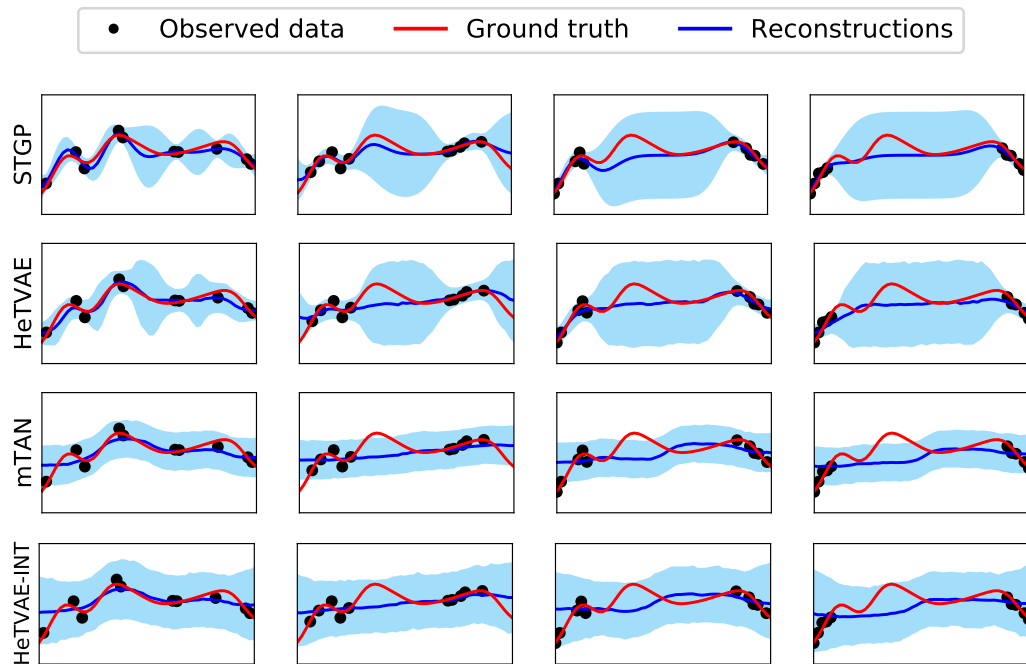 Observed data Ground truth Reconstructions
STGP
HeTVAE
mTAN
HeTVAE-INT